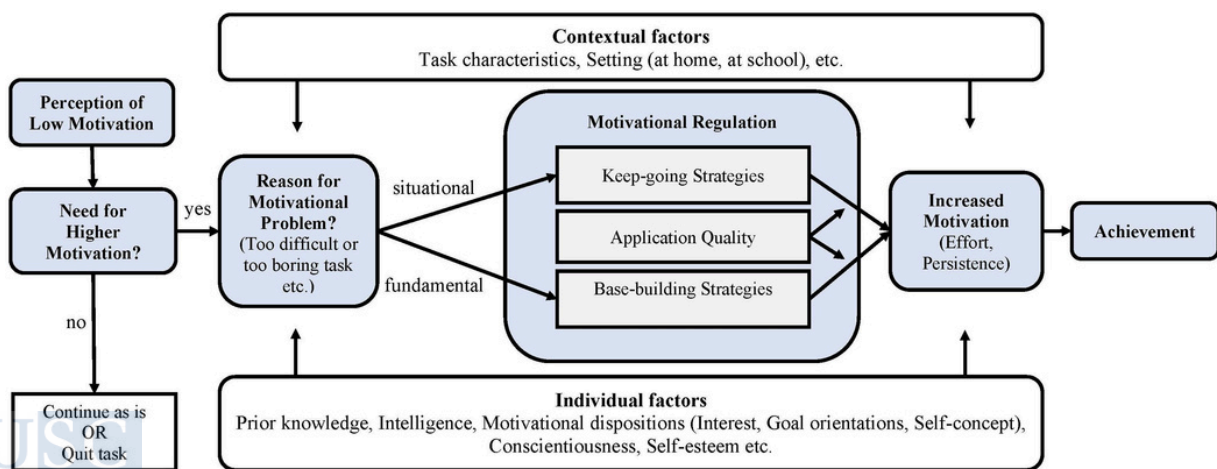 Contextual factors
Task characteristics, Setting (at home, at school), etc.
Perception of
Low Motivation
Need for
Higher
Motivation?
yes
no
Continue as is
OR
Quit task
Reason for
Motivational
Problem?
(Too difficult or
too boring task
etc.)
situational
fundamental
Motivational Regulation
Keep-going Strategies
Application Quality
Base-building Strategies
Increased
Motivation
(Effort,
Persistence)
Achievement
Individual factors
Prior knowledge, Intelligence, Motivational dispositions (Interest, Goal orientations, Self-concept),
Conscientiousness, Self-esteem etc.
USC